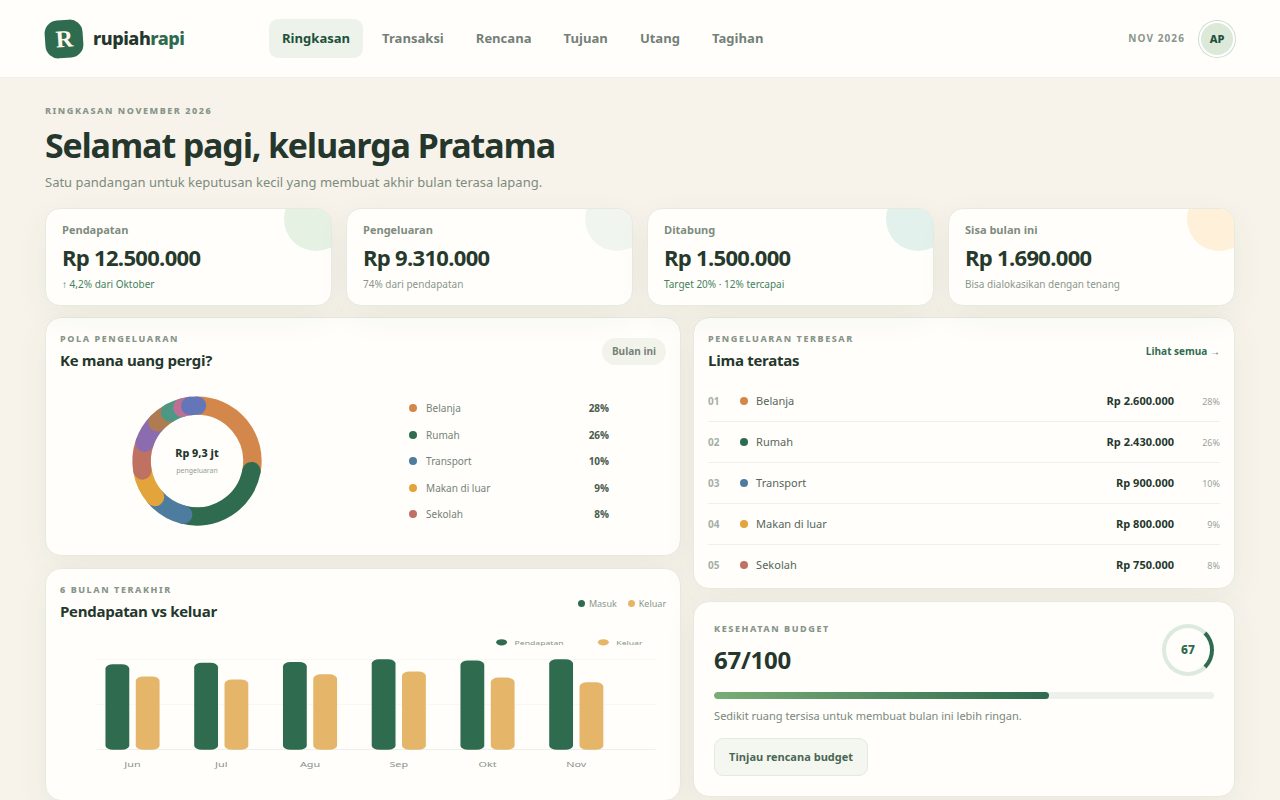 R rupiahrapi
Ringkasan Transaksi Rencana Tujuan Utang Tagihan
NOV 2026 AP
RINGKASAN NOVEMBER 2026
Selamat pagi, keluarga Pratama
Satu pandangan untuk keputusan kecil yang membuat akhir bulan terasa lapang.
Pendapatan
Rp 12.500.000
↑ 4,2% dari Oktober
Pengeluaran
Rp 9.310.000
74% dari pendapatan
Ditabung
Rp 1.500.000
Target 20% · 12% tercapai
Sisa bulan ini
Rp 1.690.000
Bisa dialokasikan dengan tenang
POLA PENGELUARAN
Ke mana uang pergi?
Bulan ini
Rp 9,3 jt
pengeluaran
Belanja 28%
Rumah 26%
Transport 10%
Makan di luar 9%
Sekolah 8%
PENGELUARAN TERBESAR
Lima teratas
Lihat semua →
01 Belanja Rp 2.600.000 28%
02 Rumah Rp 2.430.000 26%
03 Transport Rp 900.000 10%
04 Makan di luar Rp 800.000 9%
05 Sekolah Rp 750.000 8%
6 BULAN TERAKHIR
Pendapatan vs keluar
Masuk Keluar
Pendapatan Keluar
Jun Jul Agu Sep Okt Nov
KESEHATAN BUDGET
67/100
67
Sedikit ruang tersisa untuk membuat bulan ini lebih ringan.
Tinjau rencana budget